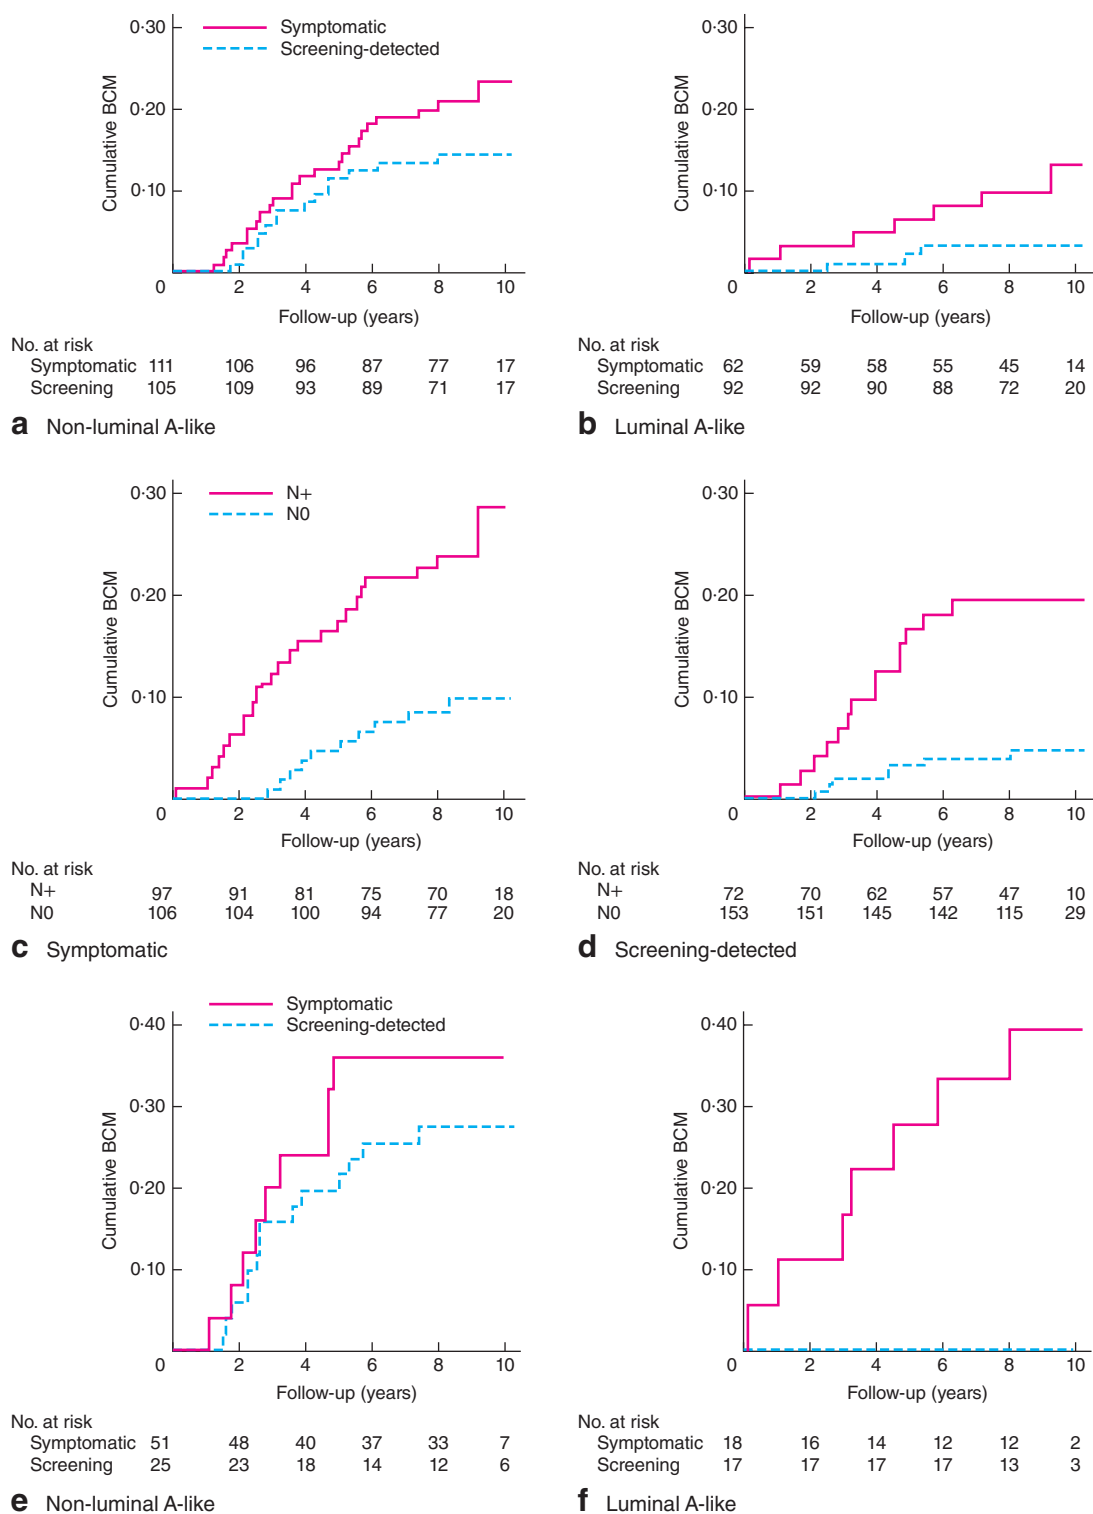 0·30
Symptomatic
Screening-detected
0·20
0·10
Cumulative BCM
0 2 4 6 8 10
Follow-up (years)
No. at risk
Symptomatic 111 106 96 87 77 17
Screening 105 109 93 89 71 17
a Non-luminal A-like
0·30
0·20
0·10
Cumulative BCM
0 2 4 6 8 10
Follow-up (years)
No. at risk
Symptomatic 62 59 58 55 45 14
Screening 92 92 90 88 72 20
b Luminal A-like
0·30
N+
N0
0·20
0·10
Cumulative BCM
0 2 4 6 8 10
Follow-up (years)
No. at risk
N+ 97 91 81 75 70 18
N0 106 104 100 94 77 20
c Symptomatic
0·30
0·20
0·10
Cumulative BCM
0 2 4 6 8 10
Follow-up (years)
No. at risk
N+ 72 70 62 57 47 10
N0 153 151 145 142 115 29
d Screening-detected
Symptomatic
0·40
Screening-detected
0·30
0·20
0·10
Cumulative BCM
0 2 4 6 8 10
Follow-up (years)
No. at risk
Symptomatic 51 48 40 37 33 7
Screening 25 23 18 14 12 6
e Non-luminal A-like
0·40
0·30
0·20
0·10
Cumulative BCM
0 2 4 6 8 10
Follow-up (years)
No. at risk
Symptomatic 18 16 14 12 12 2
Screening 17 17 17 17 13 3
f Luminal A-like